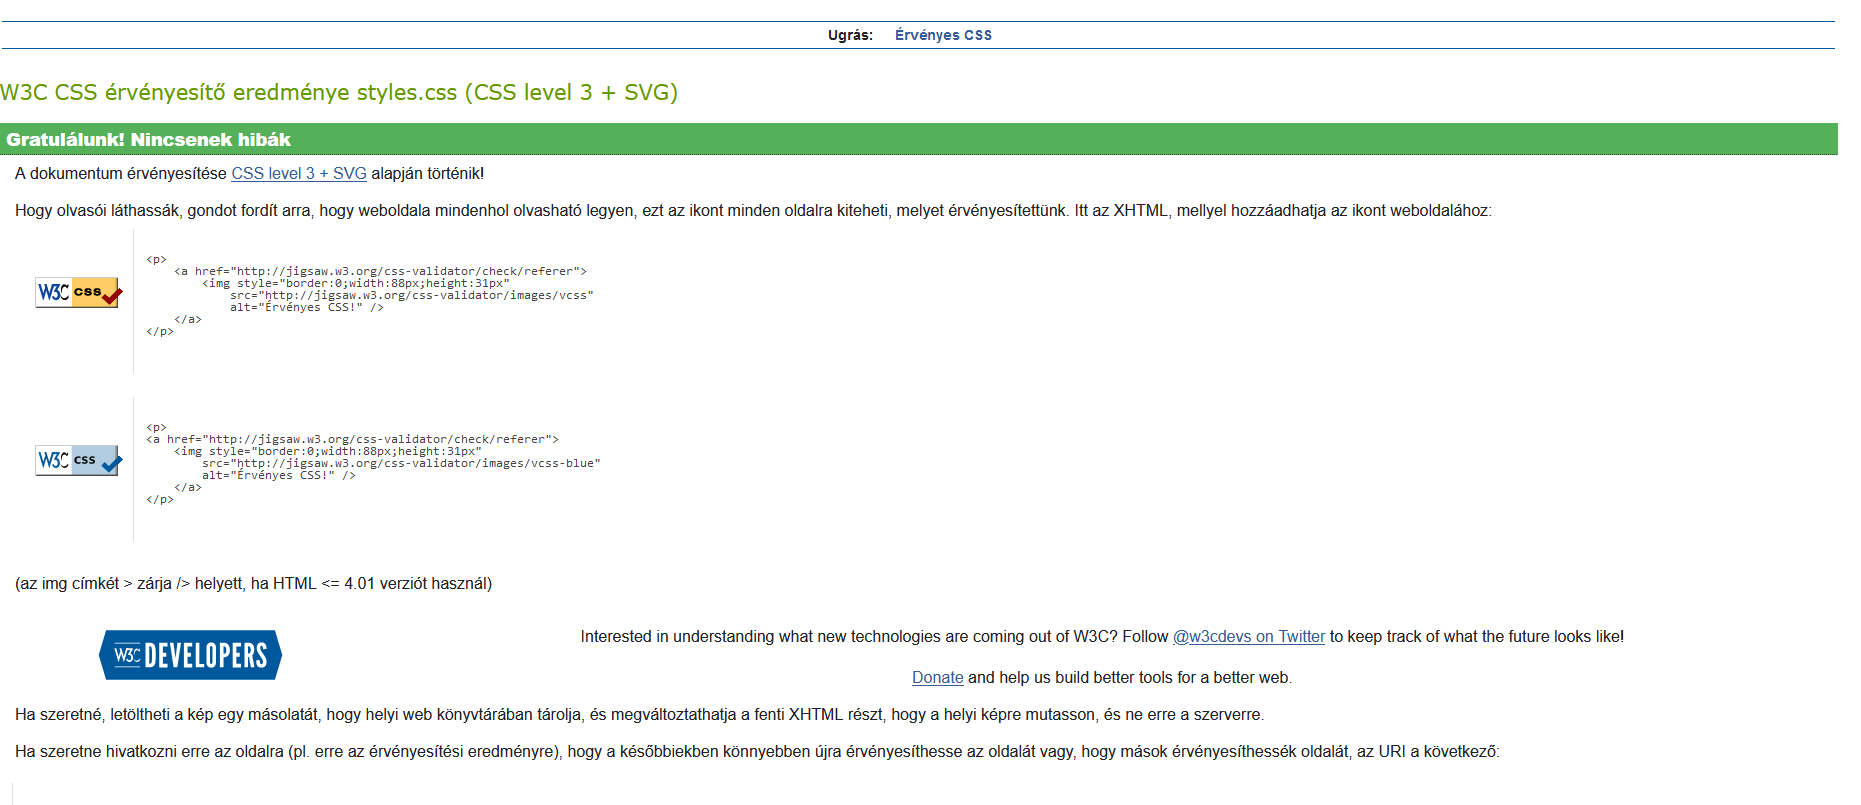 Ugrás: Érvényes CSS
W3C CSS érvényesítő eredménye styles.css (CSS level 3 + SVG)
Gratulálunk! Nincsenek hibák
A dokumentum érvényesítése CSS level 3 + SVG alapján történik!
Hogy olvasói láthassák, gondot fordít arra, hogy weboldala mindenhol olvasható legyen, ezt az ikont minden oldalra kiteheti, melyet érvényesítettünk. Itt az XHTML, mellyel hozzáadhatja az ikont weboldalához:
W3C css
<p>
<a href="http://jigsaw.w3.org/css-validator/check/referer">
<img style="border:0;width:88px;height:31px"
src="http://jigsaw.w3.org/css-validator/images/vcss"
alt="Érvényes CSS!" />
</a>
</p>
W3C css
<p>
<a href="http://jigsaw.w3.org/css-validator/check/referer">
<img style="border:0;width:88px;height:31px"
src="http://jigsaw.w3.org/css-validator/images/vcss-blue"
alt="Érvényes CSS!" />
</a>
</p>
(az img címkét > zárja /> helyett, ha HTML <= 4.01 verziót használ)
W3C DEVELOPERS
Interested in understanding what new technologies are coming out of W3C? Follow @w3cdevs on Twitter to keep track of what the future looks like!
Donate and help us build better tools for a better web.
Ha szeretné, letöltheti a kép egy másolatát, hogy helyi web könyvtárában tárolja, és megváltoztathatja a fenti XHTML részt, hogy a helyi képre mutasson, és ne erre a szerverre.
Ha szeretne hivatkozni erre az oldalra (pl. erre az érvényesítési eredményre), hogy a későbbiekben könnyebben újra érvényesíthesse az oldalát vagy, hogy mások érvényesíthessék oldalát, az URI a következő: